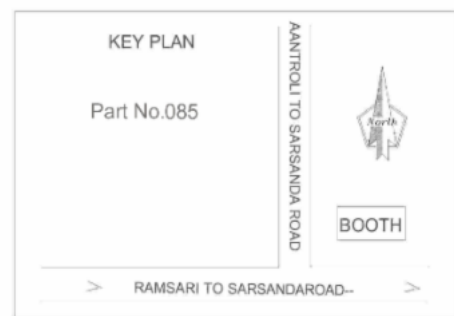 KEY PLAN
Part No.085
AANTROLI TO SARSANDA ROAD
North
BOOTH
RAMSARI TO SARSANDAROAD--